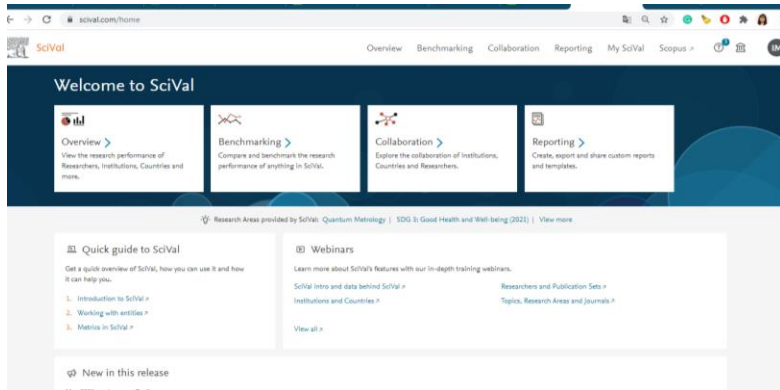 scival.com/home
SciVal
Overview Benchmarking Collaboration Reporting My SciVal Scopus IM
Welcome to SciVal
Overview
View the research performance of
Researchers, Institutions, Countries and
more.
Benchmarking
Compare and benchmark the research
performance of anything in SciVal.
Collaboration
Explore the collaboration of Institutions,
Countries and Researchers.
Reporting
Create, export and share custom reports
and templates.
Research Areas provided by SciVal: Quantum Metrology | SDG 3: Good Health and Well-being (2021) | View more
Quick guide to SciVal
Get a quick overview of SciVal, how you can use it and how
it can help you.
1. Introduction to SciVal
2. Working with entities
3. Metrics in SciVal
Webinars
Learn more about SciVal's features with our in-depth training webinars.
SciVal intro and data behind SciVal
Researchers and Publication Sets
Institutions and Countries
Topics, Research Areas and Journals
View all
New in this release